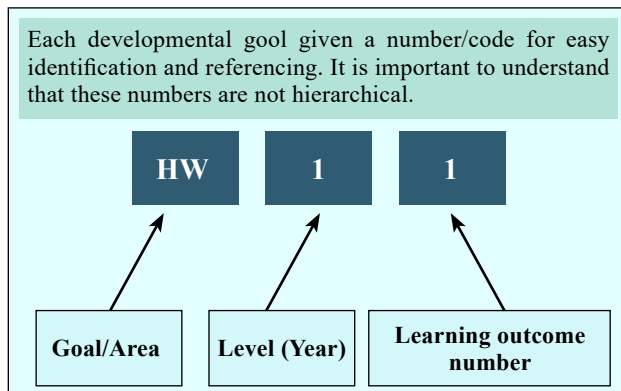 Each developmental gool given a number/code for easy
identification and referencing. It is important to understand
that these numbers are not hierarchical.
HW 1 1
Goal/Area Level (Year) Learning outcome
number